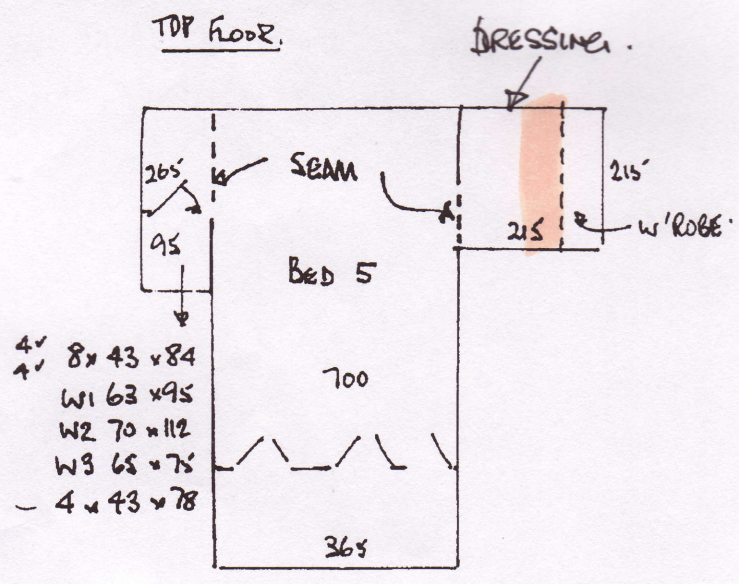 TOP FLOOR.
DRESSING.
265
SEAM
215
215
W'ROBE.
95
BED 5
4✓ 8 x 43 x 84
4✓
700
W1 63 x 95
W2 70 x 112
W3 65 x 75
– 4 x 43 x 78
365